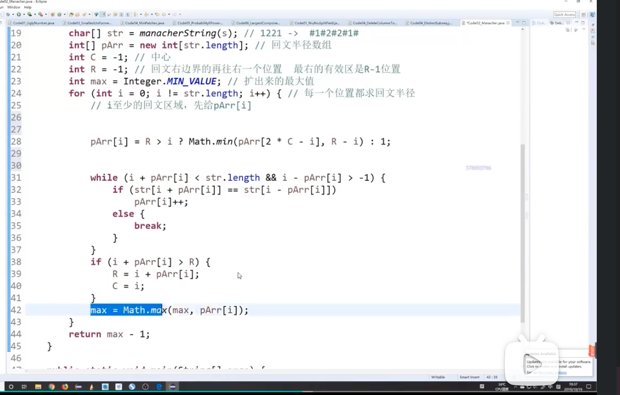 Window Help
Quick Access
19 char[] str = manacherString(s); // 1221 -> #1#2#2#1#
20 int[] pArr = new int[str.length]; // 回文半径数组
21 int C = -1; // 中心
22 int R = -1; // 回文右边界的再往右一个位置 最右的有效区是R-1位置
23 int max = Integer.MIN_VALUE; // 扩出来的最大值
24 for (int i = 0; i != str.length; i++) { // 每一个位置都求回文半径
25 // i至少的回文区域，先给pArr[i]
26
27
28 pArr[i] = R > i ? Math.min(pArr[2 * C - i], R - i) : 1;
29
30
31 while (i + pArr[i] < str.length && i - pArr[i] > -1) {
32 if (str[i + pArr[i]] == str[i - pArr[i]])
33 pArr[i]++;
34 else {
35 break;
36 }
37 }
38 if (i + pArr[i] > R) {
39 R = i + pArr[i];
40 C = i;
41 }
42 max = Math.max(max, pArr[i]);
43 }
44 return max - 1;
45 }
46